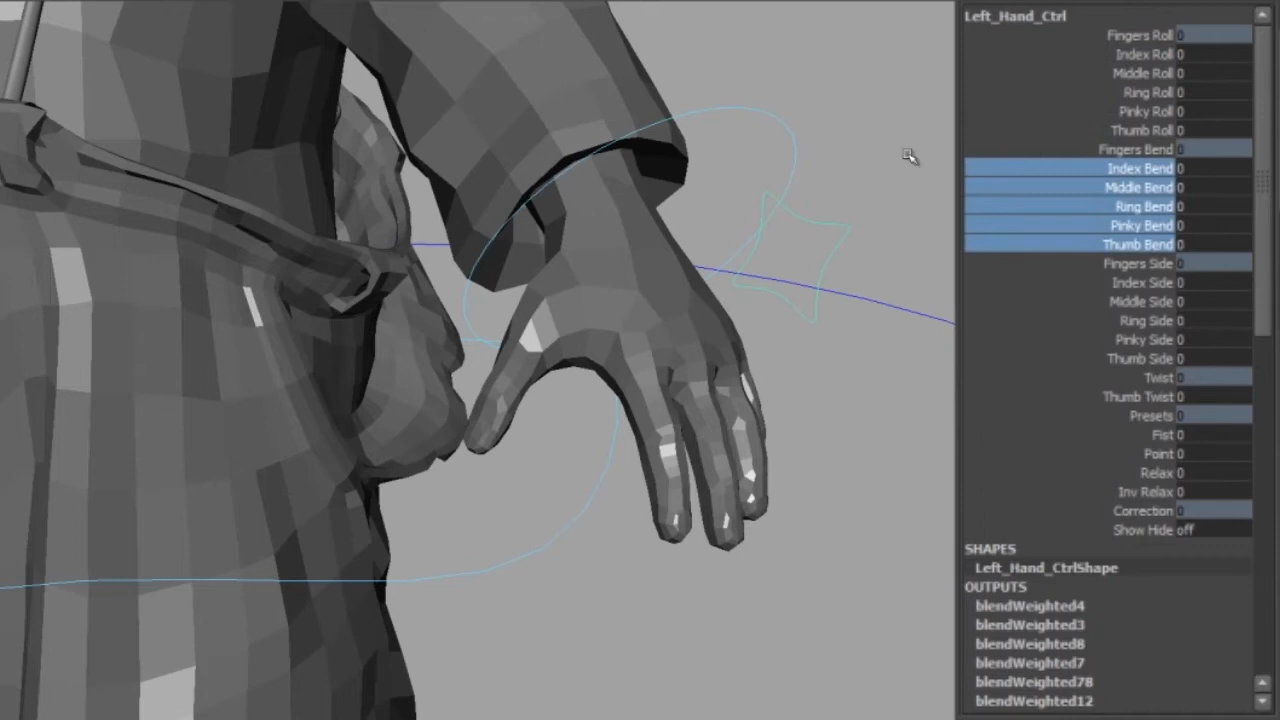 Left_Hand_Ctrl
Fingers Roll 0
Index Roll 0
Middle Roll 0
Ring Roll 0
Pinky Roll 0
Thumb Roll 0
Fingers Bend 0
Index Bend 0
Middle Bend 0
Ring Bend 0
Pinky Bend 0
Thumb Bend 0
Fingers Side 0
Index Side 0
Middle Side 0
Ring Side 0
Pinky Side 0
Thumb Side 0
Twist 0
Thumb Twist 0
Presets 0
Fist 0
Point 0
Relax 0
Inv Relax 0
Correction 0
Show Hide off
SHAPES
Left_Hand_CtrlShape
OUTPUTS
blendWeighted4
blendWeighted3
blendWeighted8
blendWeighted7
blendWeighted78
blendWeighted12